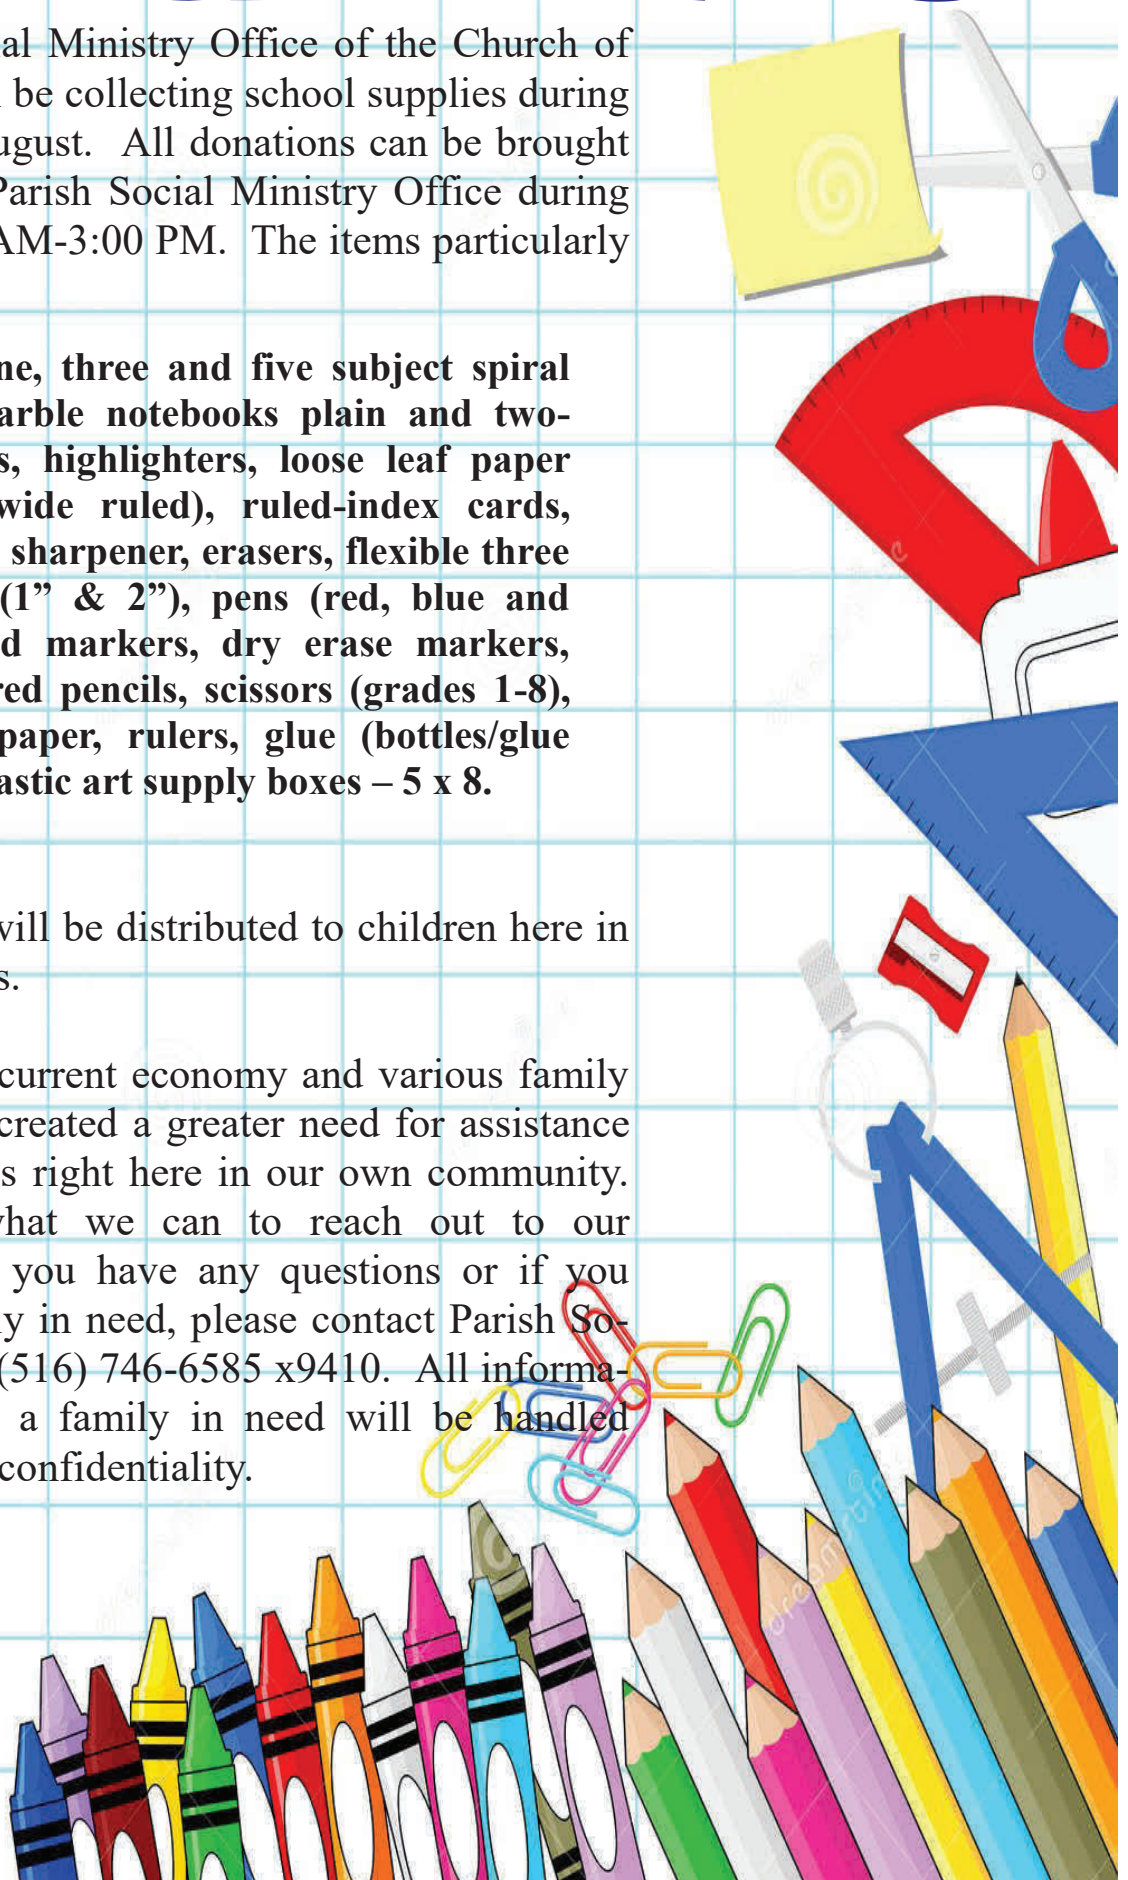 al Ministry Office of the Church of
be collecting school supplies during
ugust. All donations can be brought
Parish Social Ministry Office during
AM-3:00 PM. The items particularly
ne, three and five subject spiral
arble notebooks plain and two-
s, highlighters, loose leaf paper
wide ruled), ruled-index cards,
sharpener, erasers, flexible three
(1” & 2”), pens (red, blue and
d markers, dry erase markers,
red pencils, scissors (grades 1-8),
paper, rulers, glue (bottles/glue
astic art supply boxes – 5 x 8.
will be distributed to children here in
s.
current economy and various family
created a greater need for assistance
s right here in our own community.
what we can to reach out to our
you have any questions or if you
ly in need, please contact Parish So-
(516) 746-6585 x9410. All informa-
a family in need will be handled
confidentiality.